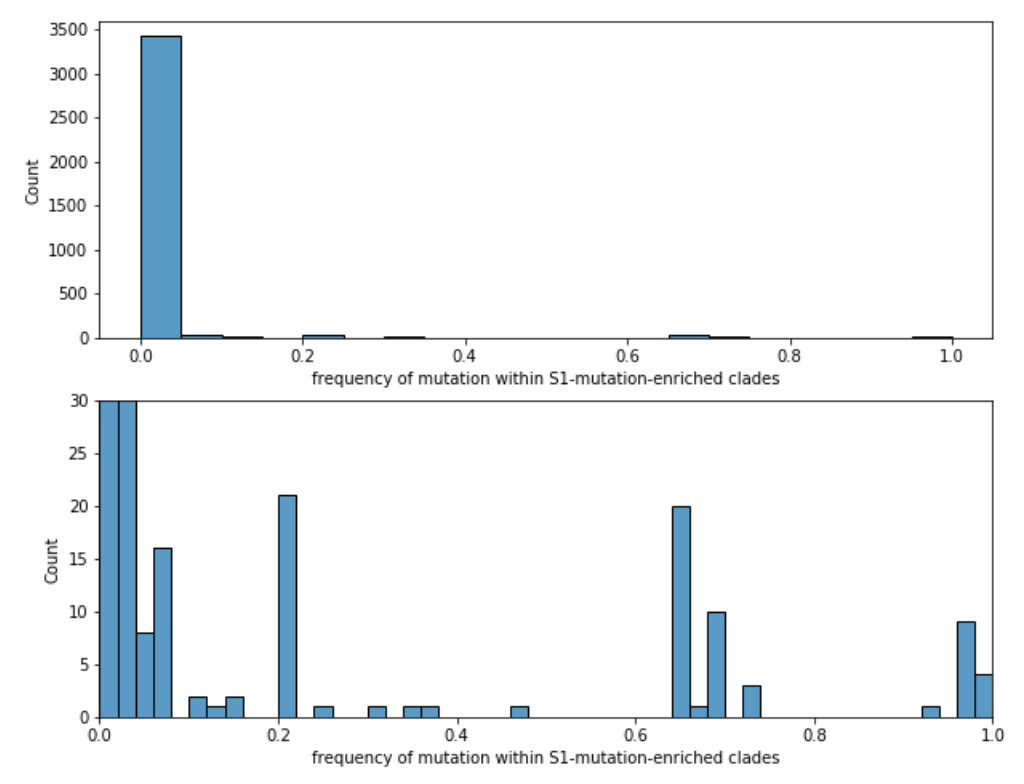 3500
3000
2500
2000
1500
1000
500
0
Count
0.0 0.2 0.4 0.6 0.8 1.0
frequency of mutation within S1-mutation-enriched clades
30
25
20
15
10
5
0
Count
0.0 0.2 0.4 0.6 0.8 1.0
frequency of mutation within S1-mutation-enriched clades